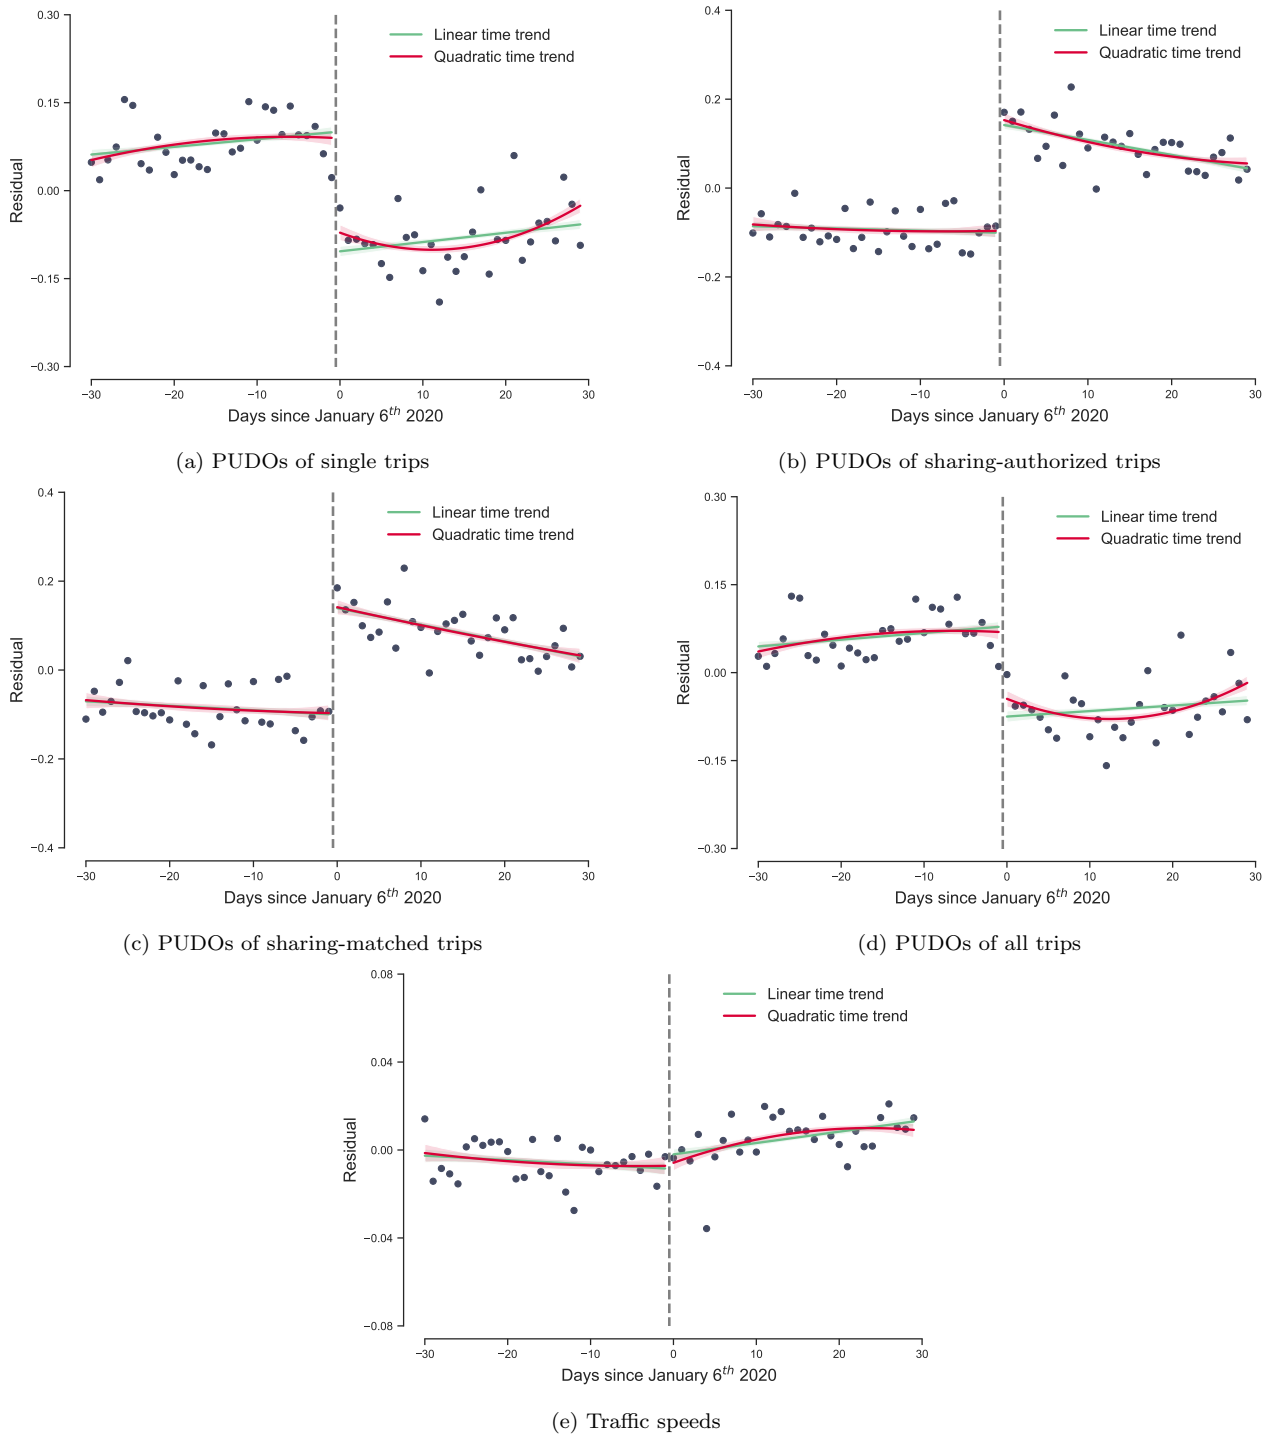 0.30
0.15
0.00
−0.15
−0.30
Residual
Linear time trend
Quadratic time trend
−30 −20 −10 0 10 20 30
Days since January 6th 2020
(a) PUDOs of single trips
0.4
0.2
0.0
−0.2
−0.4
Residual
Linear time trend
Quadratic time trend
−30 −20 −10 0 10 20 30
Days since January 6th 2020
(b) PUDOs of sharing-authorized trips
0.4
0.2
0.0
−0.2
−0.4
Residual
Linear time trend
Quadratic time trend
−30 −20 −10 0 10 20 30
Days since January 6th 2020
(c) PUDOs of sharing-matched trips
0.30
0.15
0.00
−0.15
−0.30
Residual
Linear time trend
Quadratic time trend
−30 −20 −10 0 10 20 30
Days since January 6th 2020
(d) PUDOs of all trips
0.08
0.04
0.00
−0.04
−0.08
Residual
Linear time trend
Quadratic time trend
−30 −20 −10 0 10 20 30
Days since January 6th 2020
(e) Traffic speeds